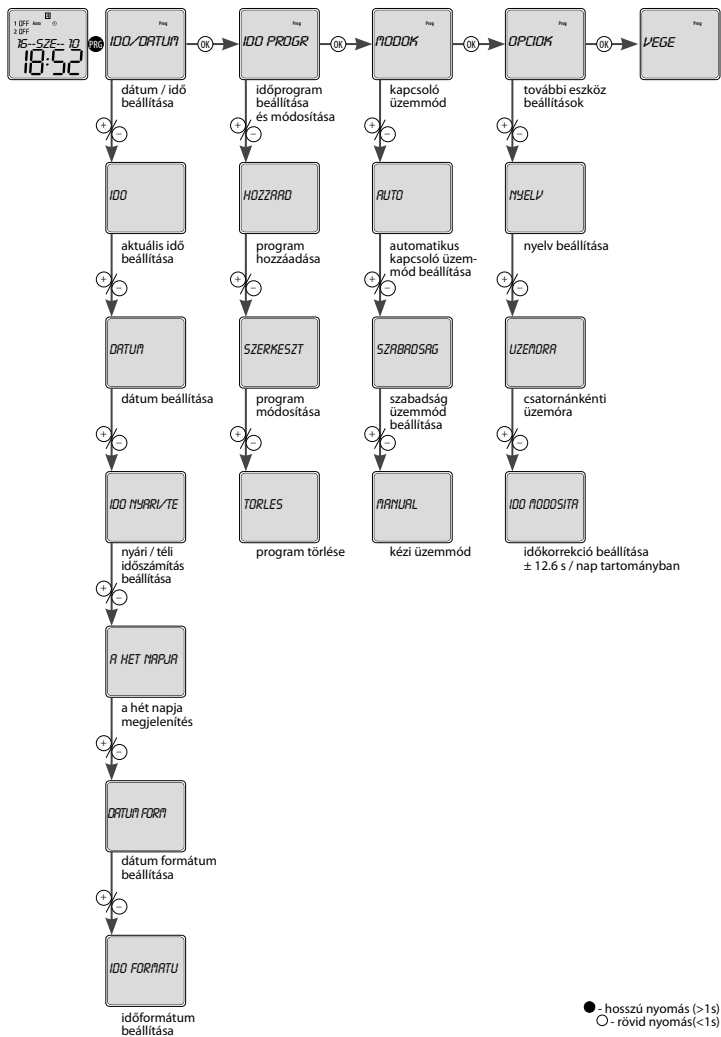 1 OFF Auto
2 OFF
16--SZE-- 10
18:52
PRG
Prog
IDO/DATUM
OK
Prog
IDO PROGR
OK
Prog
MODOK
OK
Prog
OPCIOK
OK
Prog
VEGE
dátum / idő
beállítása
időprogram
beállítása
és módosítása
kapcsoló
üzemmód
további eszköz
beállítások
+
−
+
−
+
−
+
−
IDO
HOZZAAD
AUTO
NYELV
aktuális idő
beállítása
program
hozzáadása
automatikus
kapcsoló üzem-
mód beállítása
nyelv beállítása
+
−
+
−
+
−
+
−
DATUM
SZERKESZT
SZABADSAG
UZEMORA
dátum beállítása
program
módosítása
szabadság
üzemmód
beállítása
csatornánkénti
üzemóra
+
−
+
−
+
−
+
−
IDO NYARI/TE
TORLES
MANUAL
IDO MODOSITA
nyári / téli
időszámítás
beállítása
program törlése
kézi üzemmód
időkorrekció beállítása
± 12.6 s / nap tartományban
+
−
A HET NAPJA
a hét napja
megjelenítés
+
−
DATUM FORM
dátum formátum
beállítása
+
−
IDO FORMATU
időformátum
beállítása
- hosszú nyomás (>1s)
- rövid nyomás(<1s)